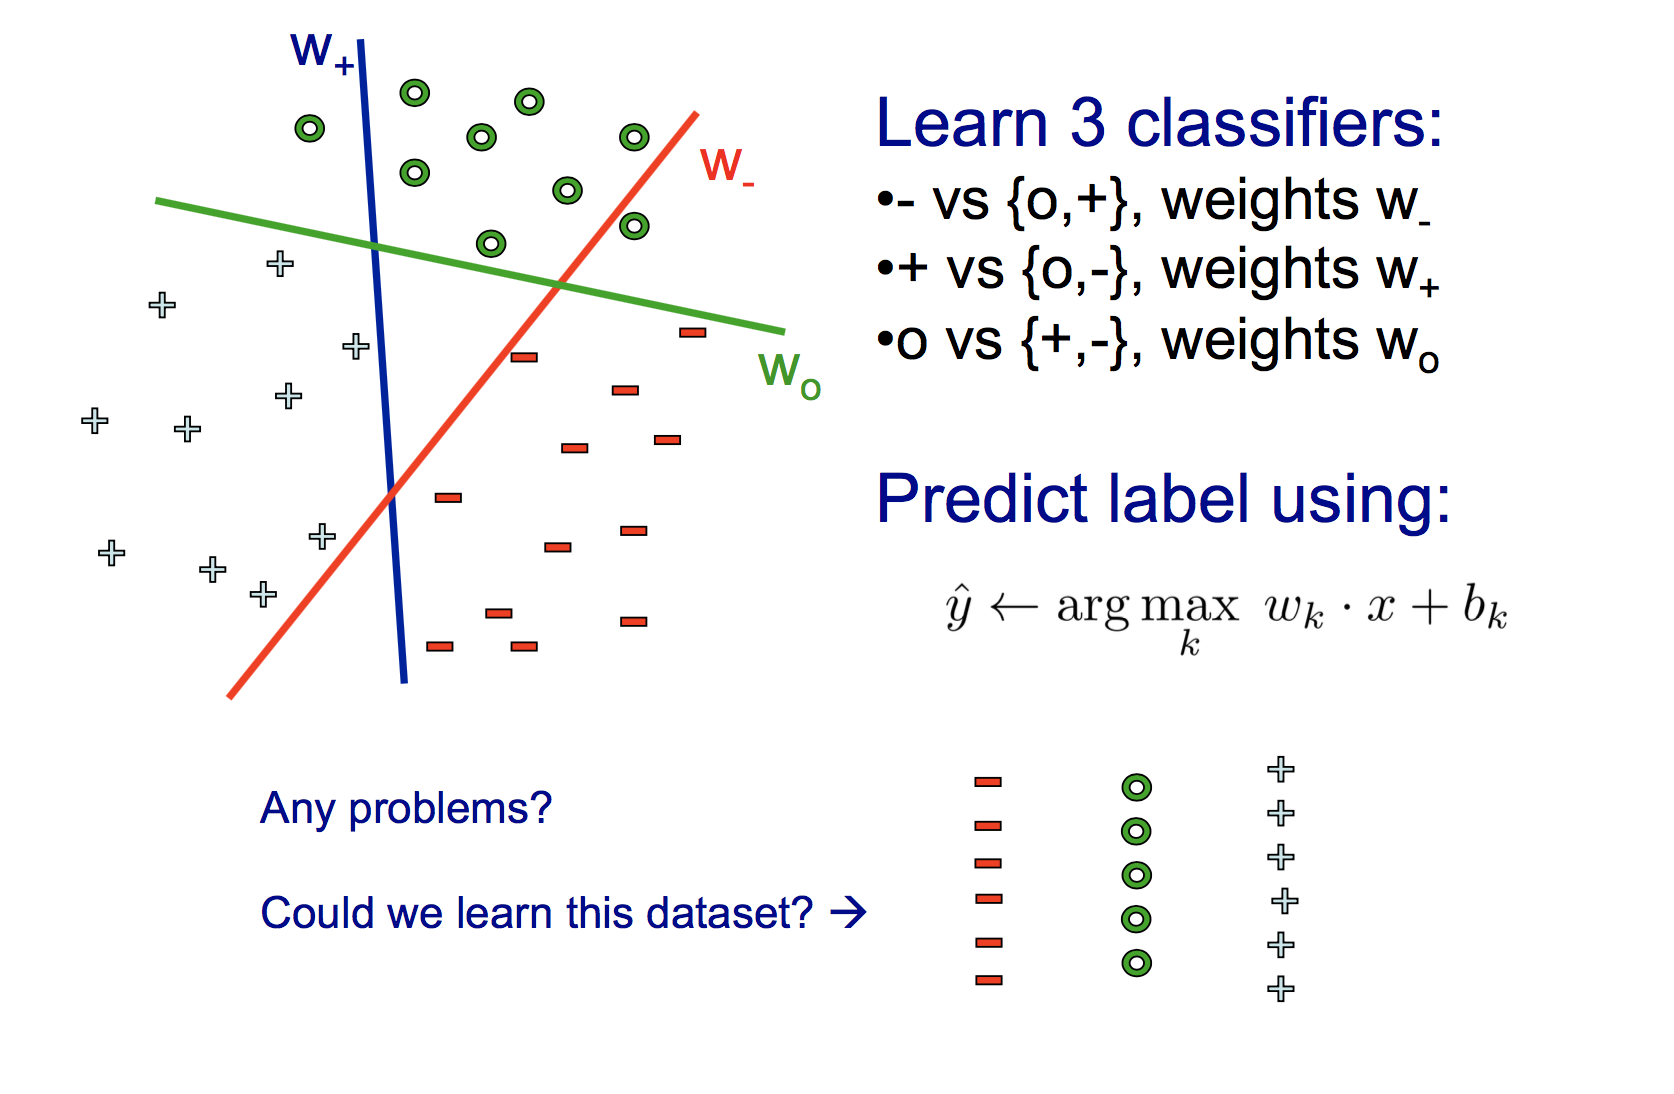 w₊
w₋
wₒ
Learn 3 classifiers:
•- vs {o,+}, weights w₋
•+ vs {o,-}, weights w₊
•o vs {+,-}, weights wₒ
Predict label using:
ŷ ← arg max wₖ · x + bₖ
k
Any problems?
Could we learn this dataset? →